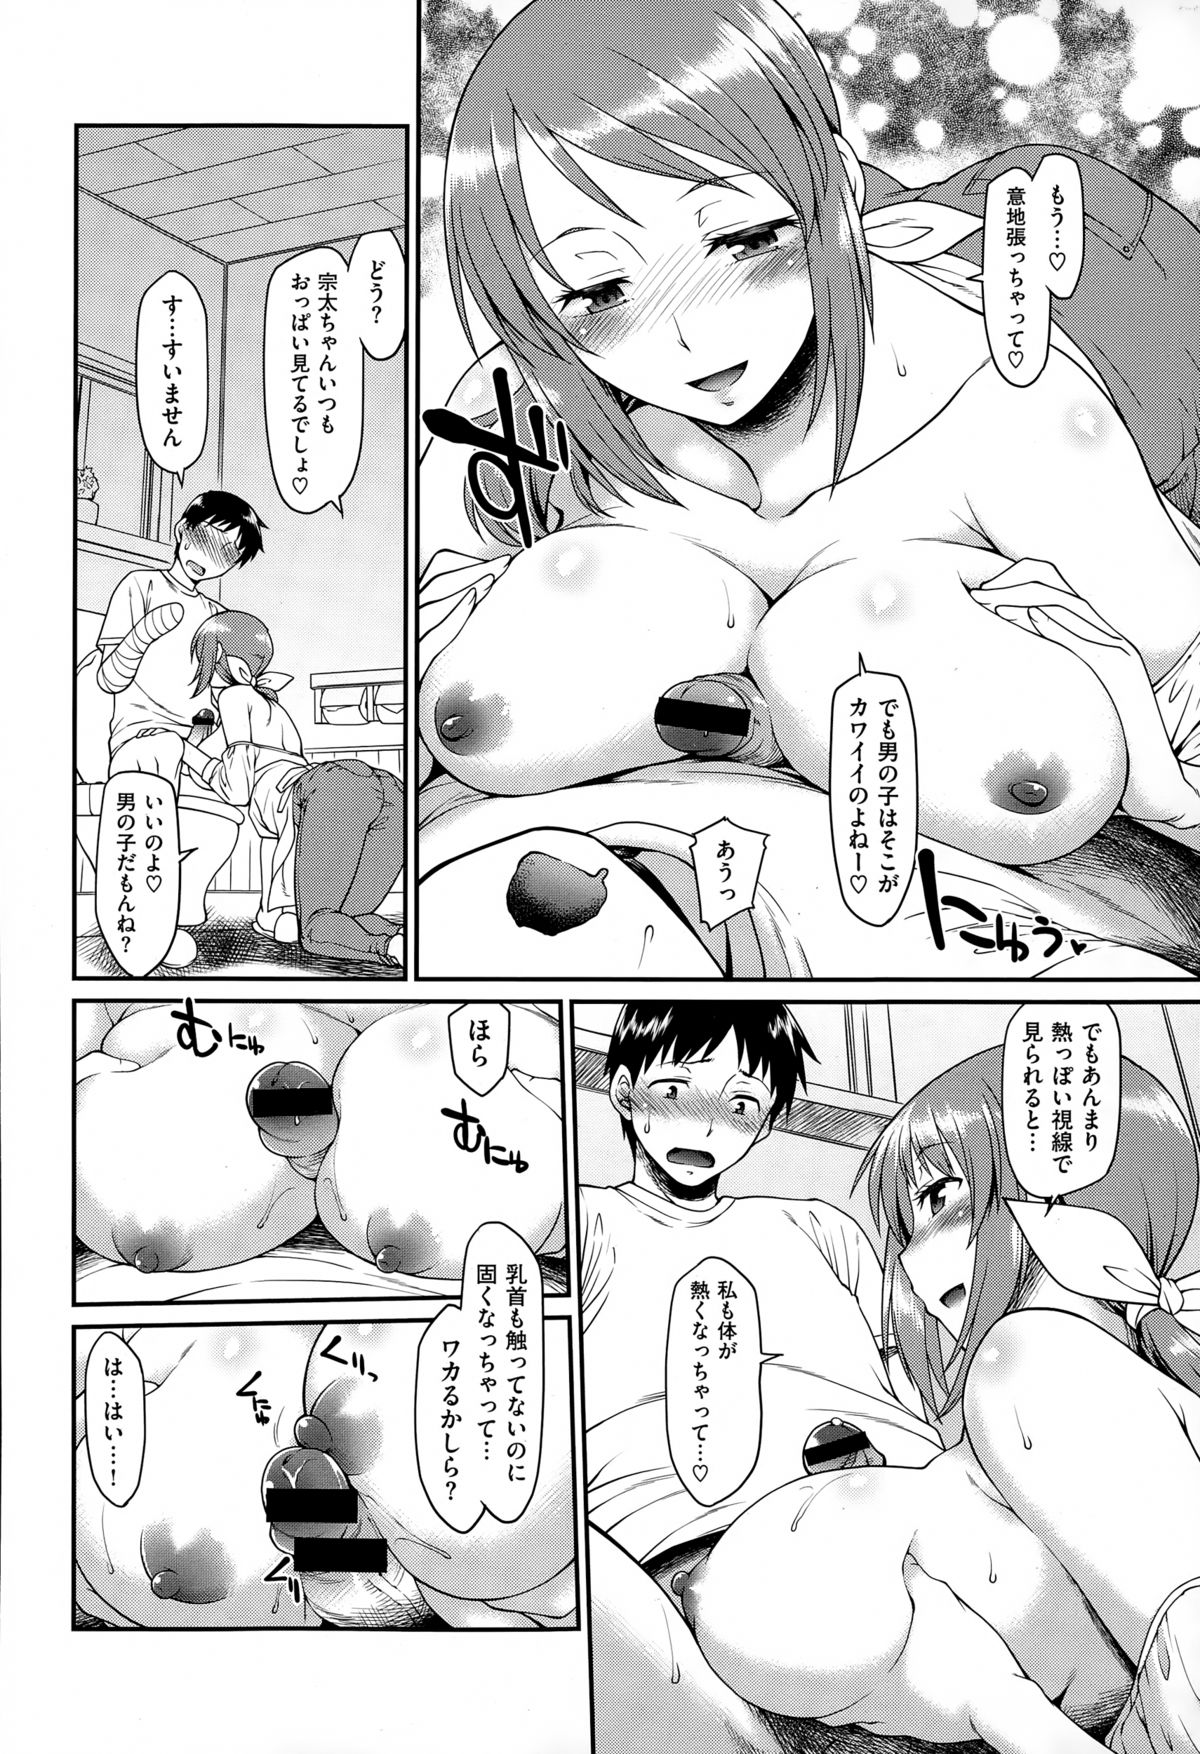 もう…♡
意地張っちゃって♡
でも男の子はそこが
カワイイのよねー♡
あうっ
にゅうぅ♥
どう？
宗太ちゃんいつも
おっぱい見てるでしょ♡
す…すいません
いいのよ♡
男の子だもんね？
でもあんまり
熱っぽい視線で
見られると…
私も体が
熱くなっちゃって…♡
ほら
むにゅ
むにゅ
乳首も触ってないのに
固くなっちゃって…
ワカるかしら？
くりっ
くにゅ
ぐり
は…はい…！